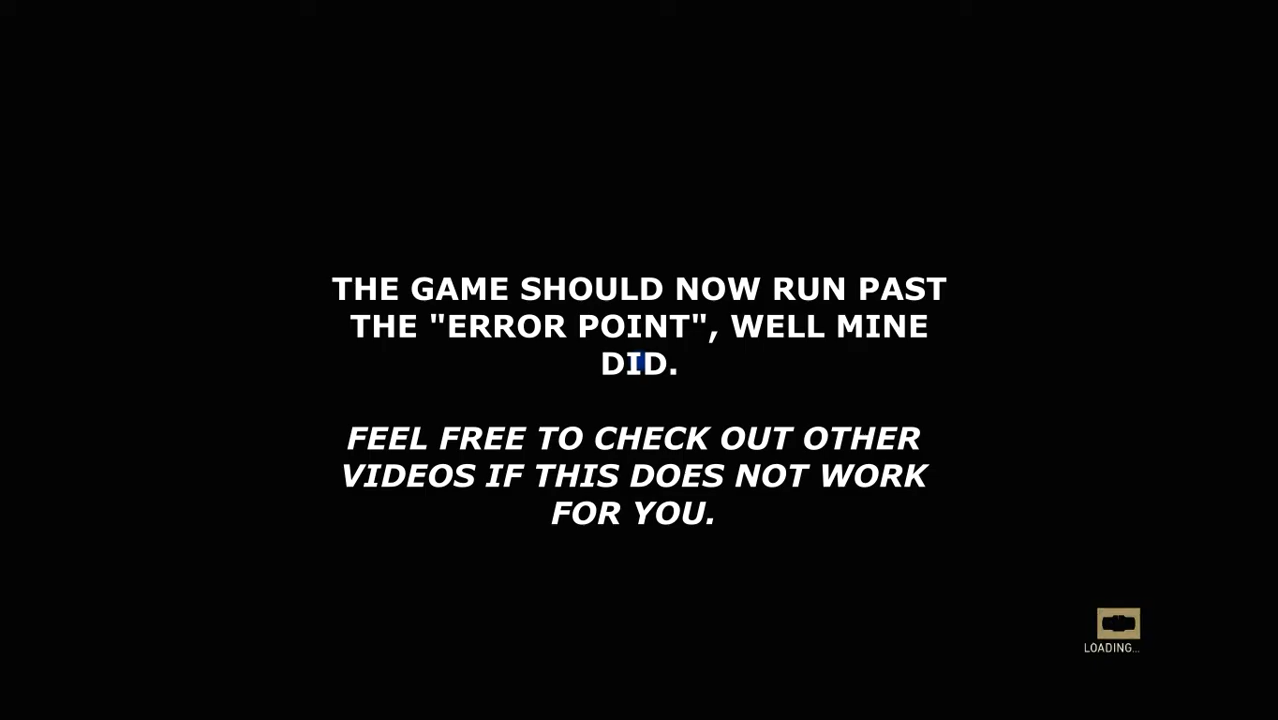 THE GAME SHOULD NOW RUN PAST
THE "ERROR POINT", WELL MINE
DID.
FEEL FREE TO CHECK OUT OTHER
VIDEOS IF THIS DOES NOT WORK
FOR YOU.
LOADING...